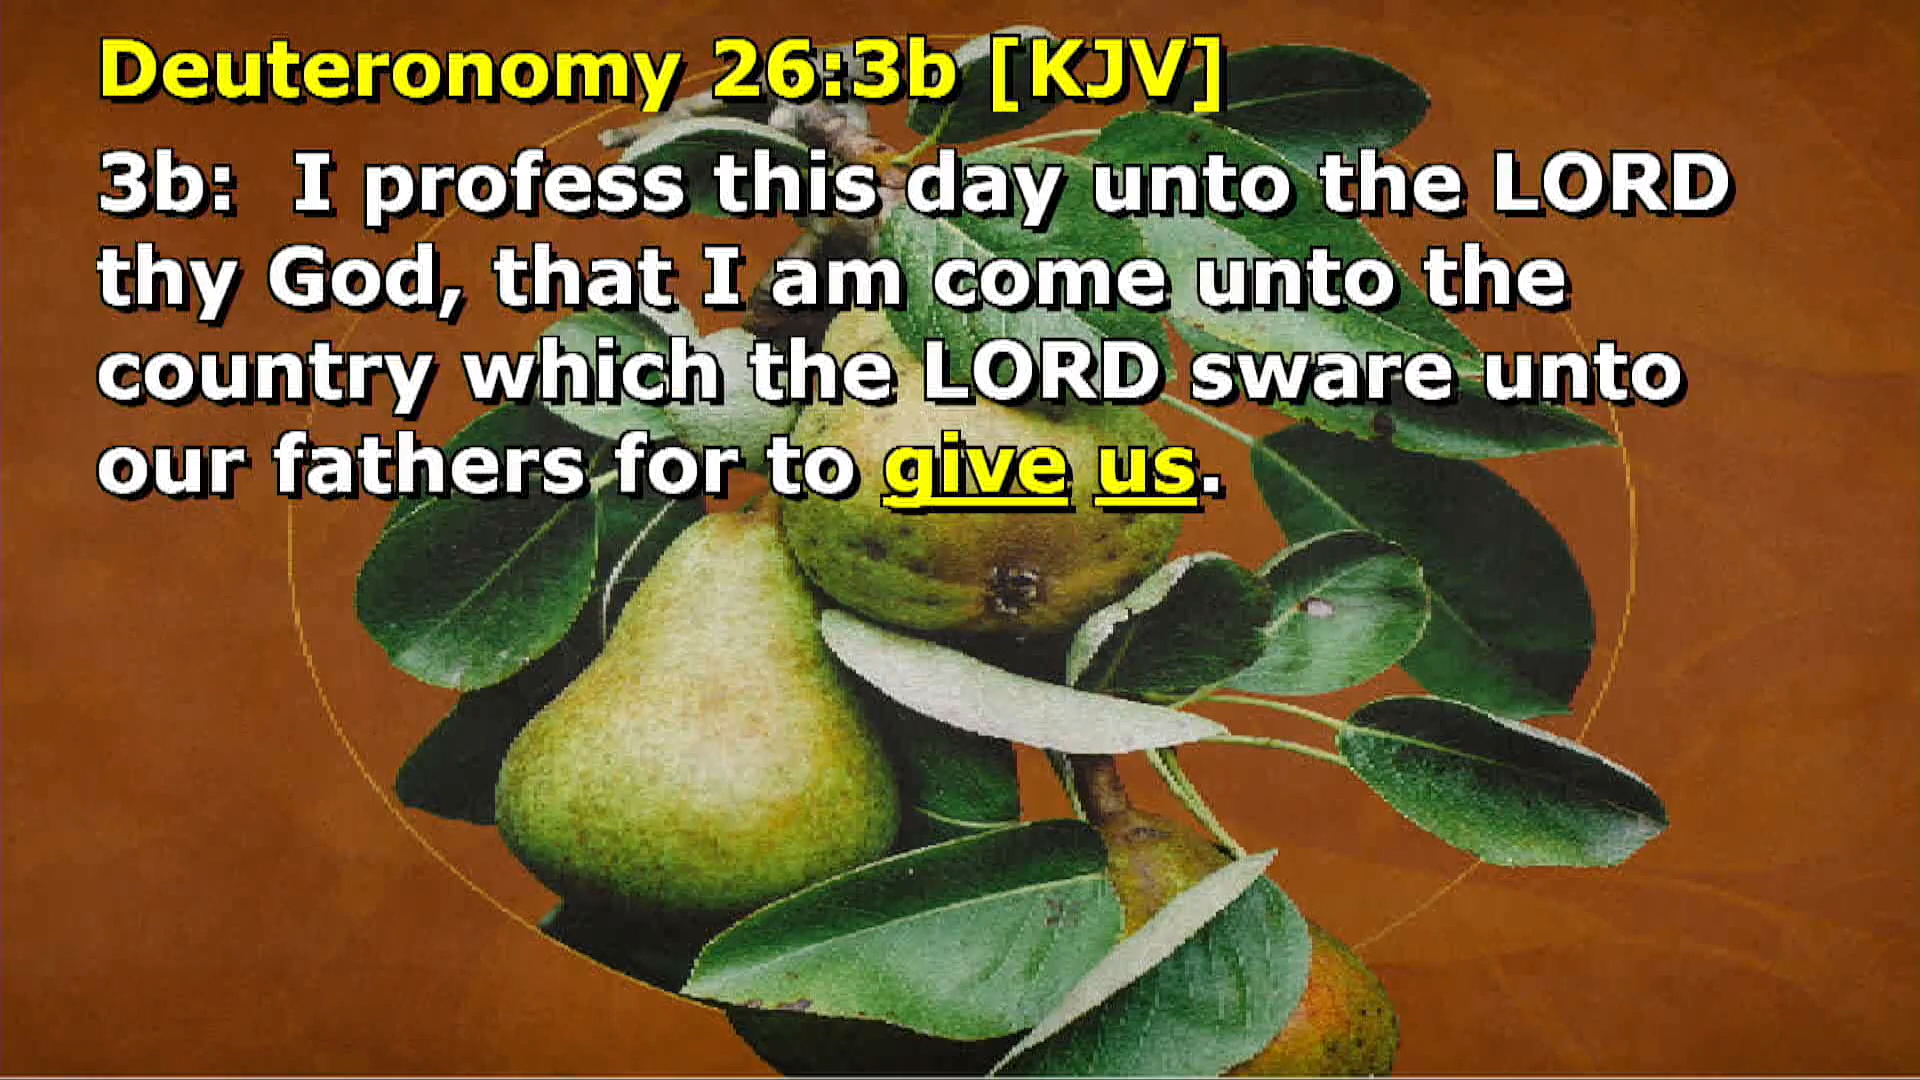 Deuteronomy 26:3b [KJV]
3b:  I profess this day unto the LORD
thy God, that I am come unto the
country which the LORD sware unto
our fathers for to give us.